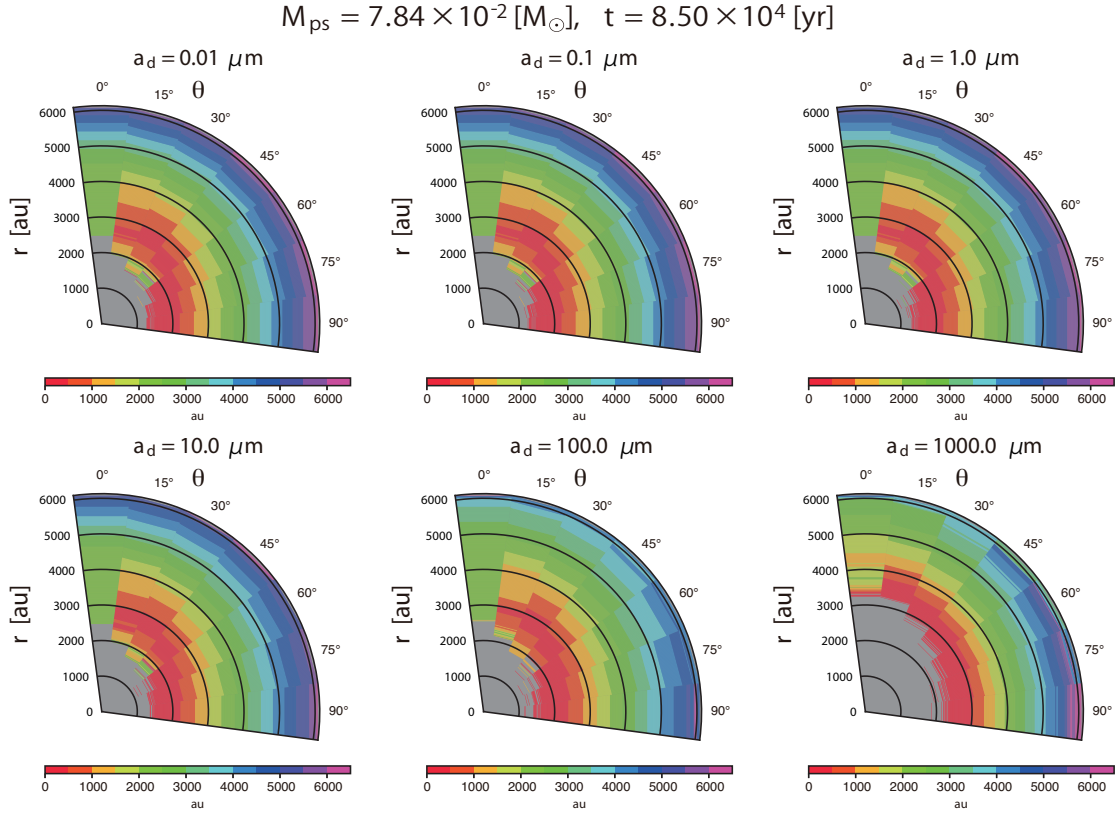 M_ps = 7.84 × 10^-2 [M_☉], t = 8.50 × 10^4 [yr]
a_d = 0.01 μm a_d = 0.1 μm a_d = 1.0 μm
0° θ 15° 30° 45° 60° 75° 90°
r [au]
6000 5000 4000 3000 2000 1000 0
0 1000 2000 3000 4000 5000 6000
au
0° θ 15° 30° 45° 60° 75° 90°
r [au]
6000 5000 4000 3000 2000 1000 0
0 1000 2000 3000 4000 5000 6000
au
0° θ 15° 30° 45° 60° 75° 90°
r [au]
6000 5000 4000 3000 2000 1000 0
0 1000 2000 3000 4000 5000 6000
au
a_d = 10.0 μm a_d = 100.0 μm a_d = 1000.0 μm
0° θ 15° 30° 45° 60° 75° 90°
r [au]
6000 5000 4000 3000 2000 1000 0
0 1000 2000 3000 4000 5000 6000
au
0° θ 15° 30° 45° 60° 75° 90°
r [au]
6000 5000 4000 3000 2000 1000 0
0 1000 2000 3000 4000 5000 6000
au
0° θ 15° 30° 45° 60° 75° 90°
r [au]
6000 5000 4000 3000 2000 1000 0
0 1000 2000 3000 4000 5000 6000
au